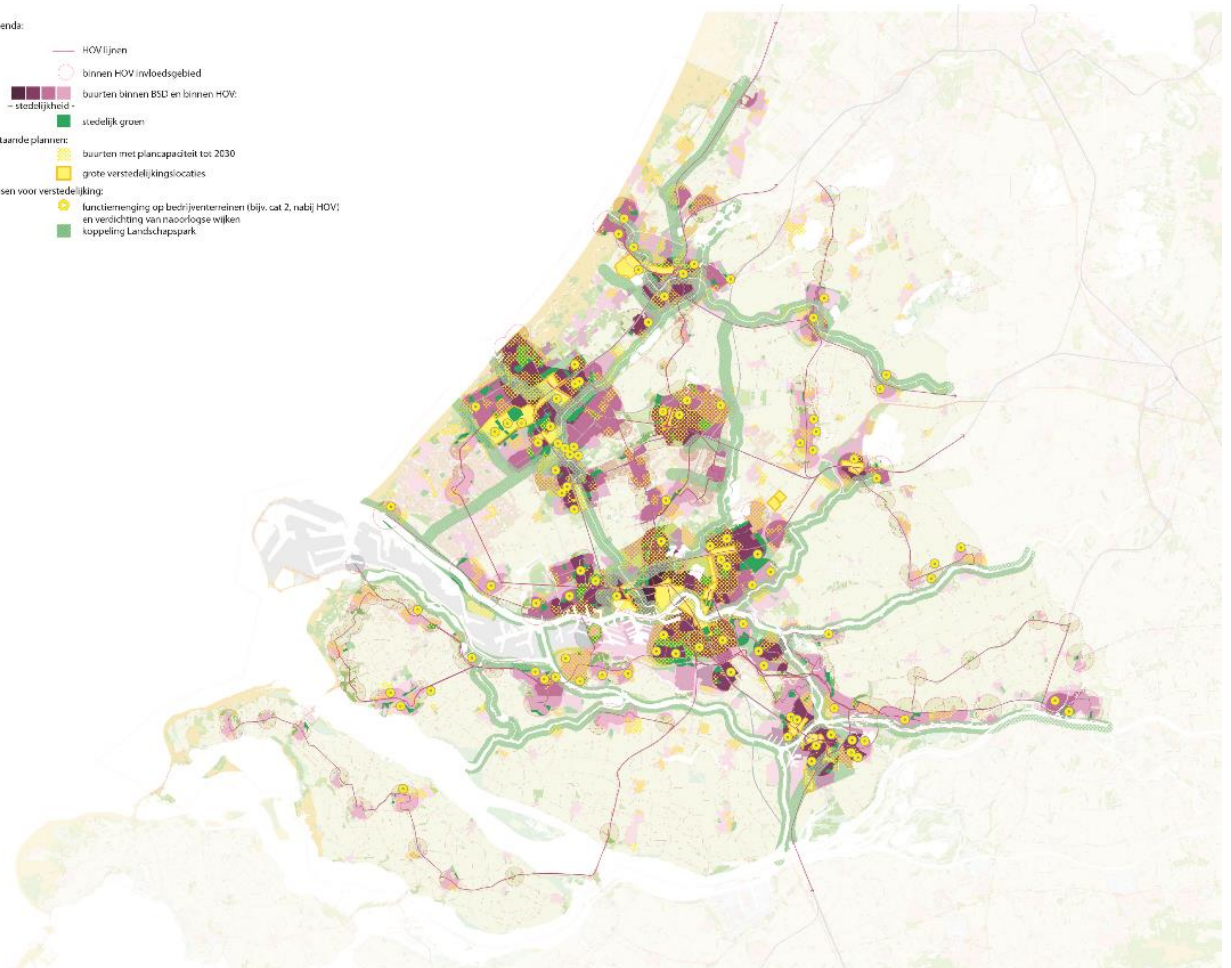 enda:
HOV lijnen
binnen HOV invloedsgebied
buurten binnen BSD en binnen HOV:
– stedelijkheid -
stedelijk groen
taande plannen:
buurten met plancapaciteit tot 2030
grote verstedelijkingslocaties
sen voor verstedelijking:
functiemenging op bedrijventerreinen (bijv. cat 2, nabij HOV)
en verdichting van naoorlogse wijken
koppeling Landschapspark